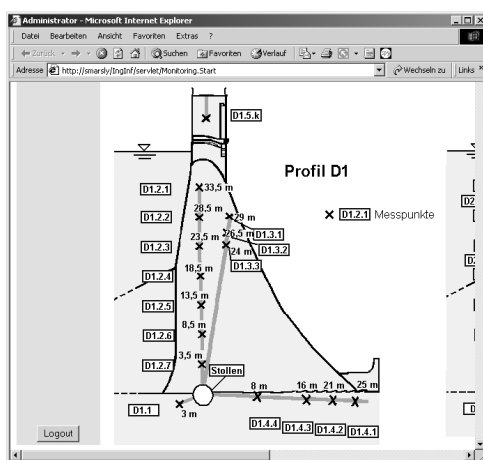 Administrator - Microsoft Internet Explorer
Datei Bearbeiten Ansicht Favoriten Extras ?
Zurück Suchen Favoriten Verlauf
Adresse http://smarsly/IngInf/servlet/Monitoring.Start Wechseln zu Links
D1.5.k
Profil D1
D1.2.1 33,5 m
D1.2.1 Messpunkte
D1.2.2 28,5 m 29 m
26,5 m D1.3.1
D1.2.3 23,5 m D1.3.2
24 m
D1.3.3
D1.2.4 18,5 m
D1.2.5 13,5 m
D1.2.6 8,5 m
D1.2.7 3,5 m
Stollen
8 m 16 m 21 m 25 m
D1.1 3 m
D1.4.4 D1.4.3 D1.4.2 D1.4.1
Logout